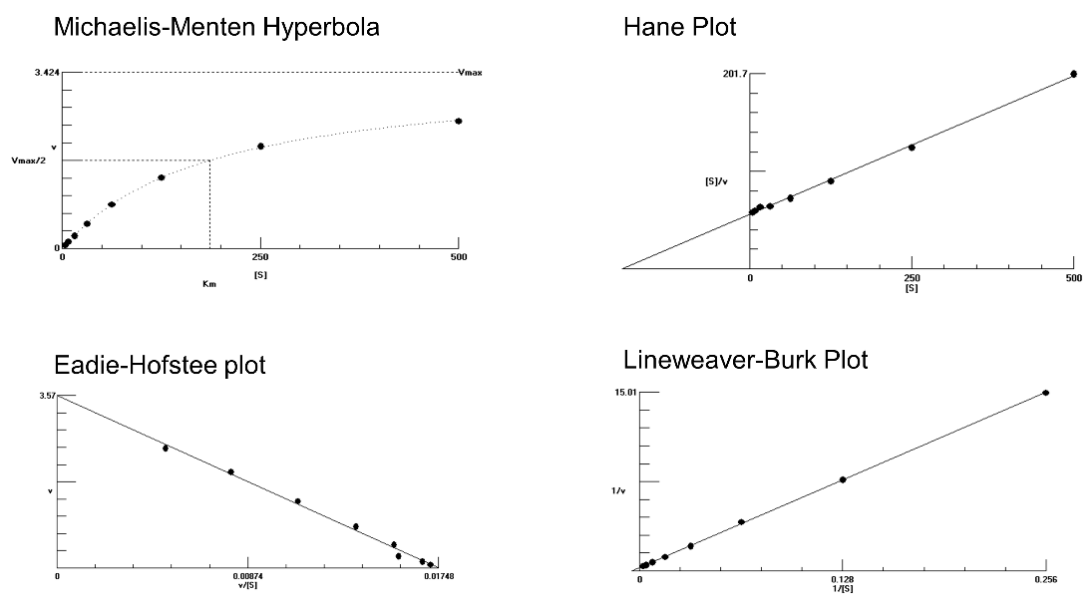 Michaelis-Menten Hyperbola
3.424
Vmax
v
Vmax/2
0
0
250
500
[S]
Km
Hane Plot
201.7
[S]/v
0
250
500
[S]
Eadie-Hofstee plot
3.57
v
0
0.00874
0.01748
v/[S]
Lineweaver-Burk Plot
15.01
1/v
0
0.128
0.256
1/[S]